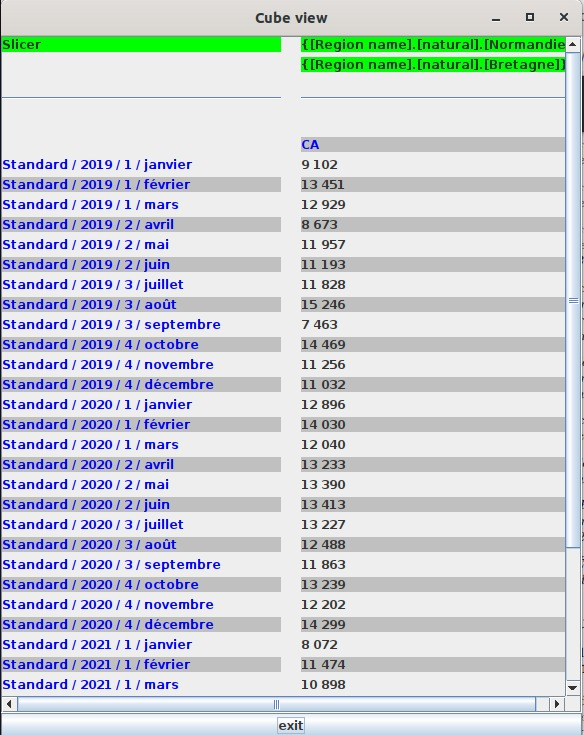 Cube view
Slicer {[Region name].[natural].[Normandie
{[Region name].[natural].[Bretagne]}
CA
Standard / 2019 / 1 / janvier 9 102
Standard / 2019 / 1 / février 13 451
Standard / 2019 / 1 / mars 12 929
Standard / 2019 / 2 / avril 8 673
Standard / 2019 / 2 / mai 11 957
Standard / 2019 / 2 / juin 11 193
Standard / 2019 / 3 / juillet 11 828
Standard / 2019 / 3 / août 15 246
Standard / 2019 / 3 / septembre 7 463
Standard / 2019 / 4 / octobre 14 469
Standard / 2019 / 4 / novembre 11 256
Standard / 2019 / 4 / décembre 11 032
Standard / 2020 / 1 / janvier 12 896
Standard / 2020 / 1 / février 14 030
Standard / 2020 / 1 / mars 12 040
Standard / 2020 / 2 / avril 13 233
Standard / 2020 / 2 / mai 13 390
Standard / 2020 / 2 / juin 13 413
Standard / 2020 / 3 / juillet 13 227
Standard / 2020 / 3 / août 12 488
Standard / 2020 / 3 / septembre 11 863
Standard / 2020 / 4 / octobre 13 239
Standard / 2020 / 4 / novembre 12 202
Standard / 2020 / 4 / décembre 14 299
Standard / 2021 / 1 / janvier 8 072
Standard / 2021 / 1 / février 11 474
Standard / 2021 / 1 / mars 10 898
exit